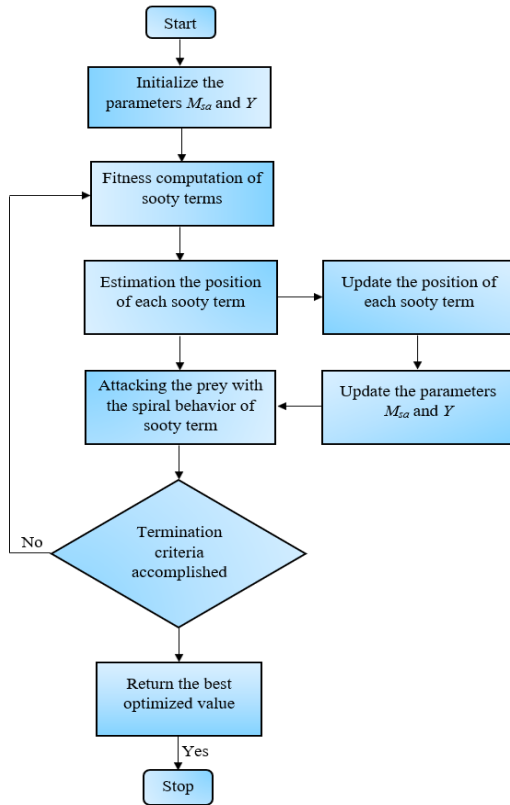 Start
Initialize the
parameters Msa and Y
Fitness computation of
sooty terms
Estimation the position
of each sooty term
Update the position of
each sooty term
Attacking the prey with
the spiral behavior of
sooty term
Update the parameters
Msa and Y
No
Termination
criteria
accomplished
Return the best
optimized value
Yes
Stop